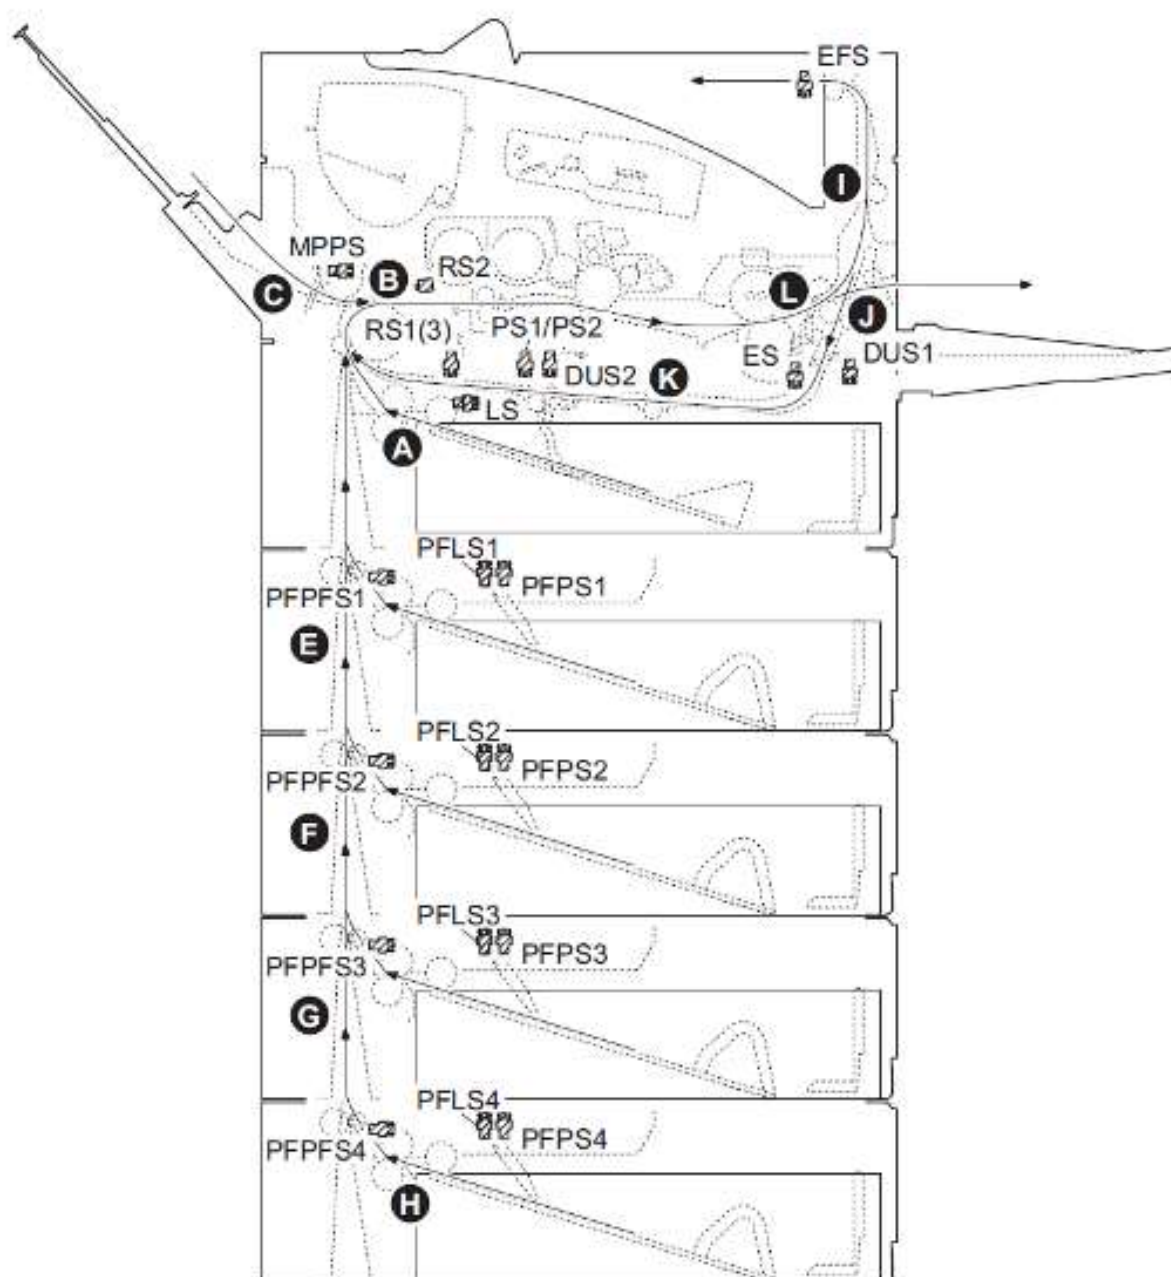 EFS
I
MPPS
B
RS2
C
L
J
RS1(3)
PS1/PS2
ES
DUS1
DUS2
K
LS
A
PFLS1
PFPS1
PFPFS1
E
PFLS2
PFPS2
PFPFS2
F
PFLS3
PFPS3
PFPFS3
G
PFLS4
PFPS4
PFPFS4
H